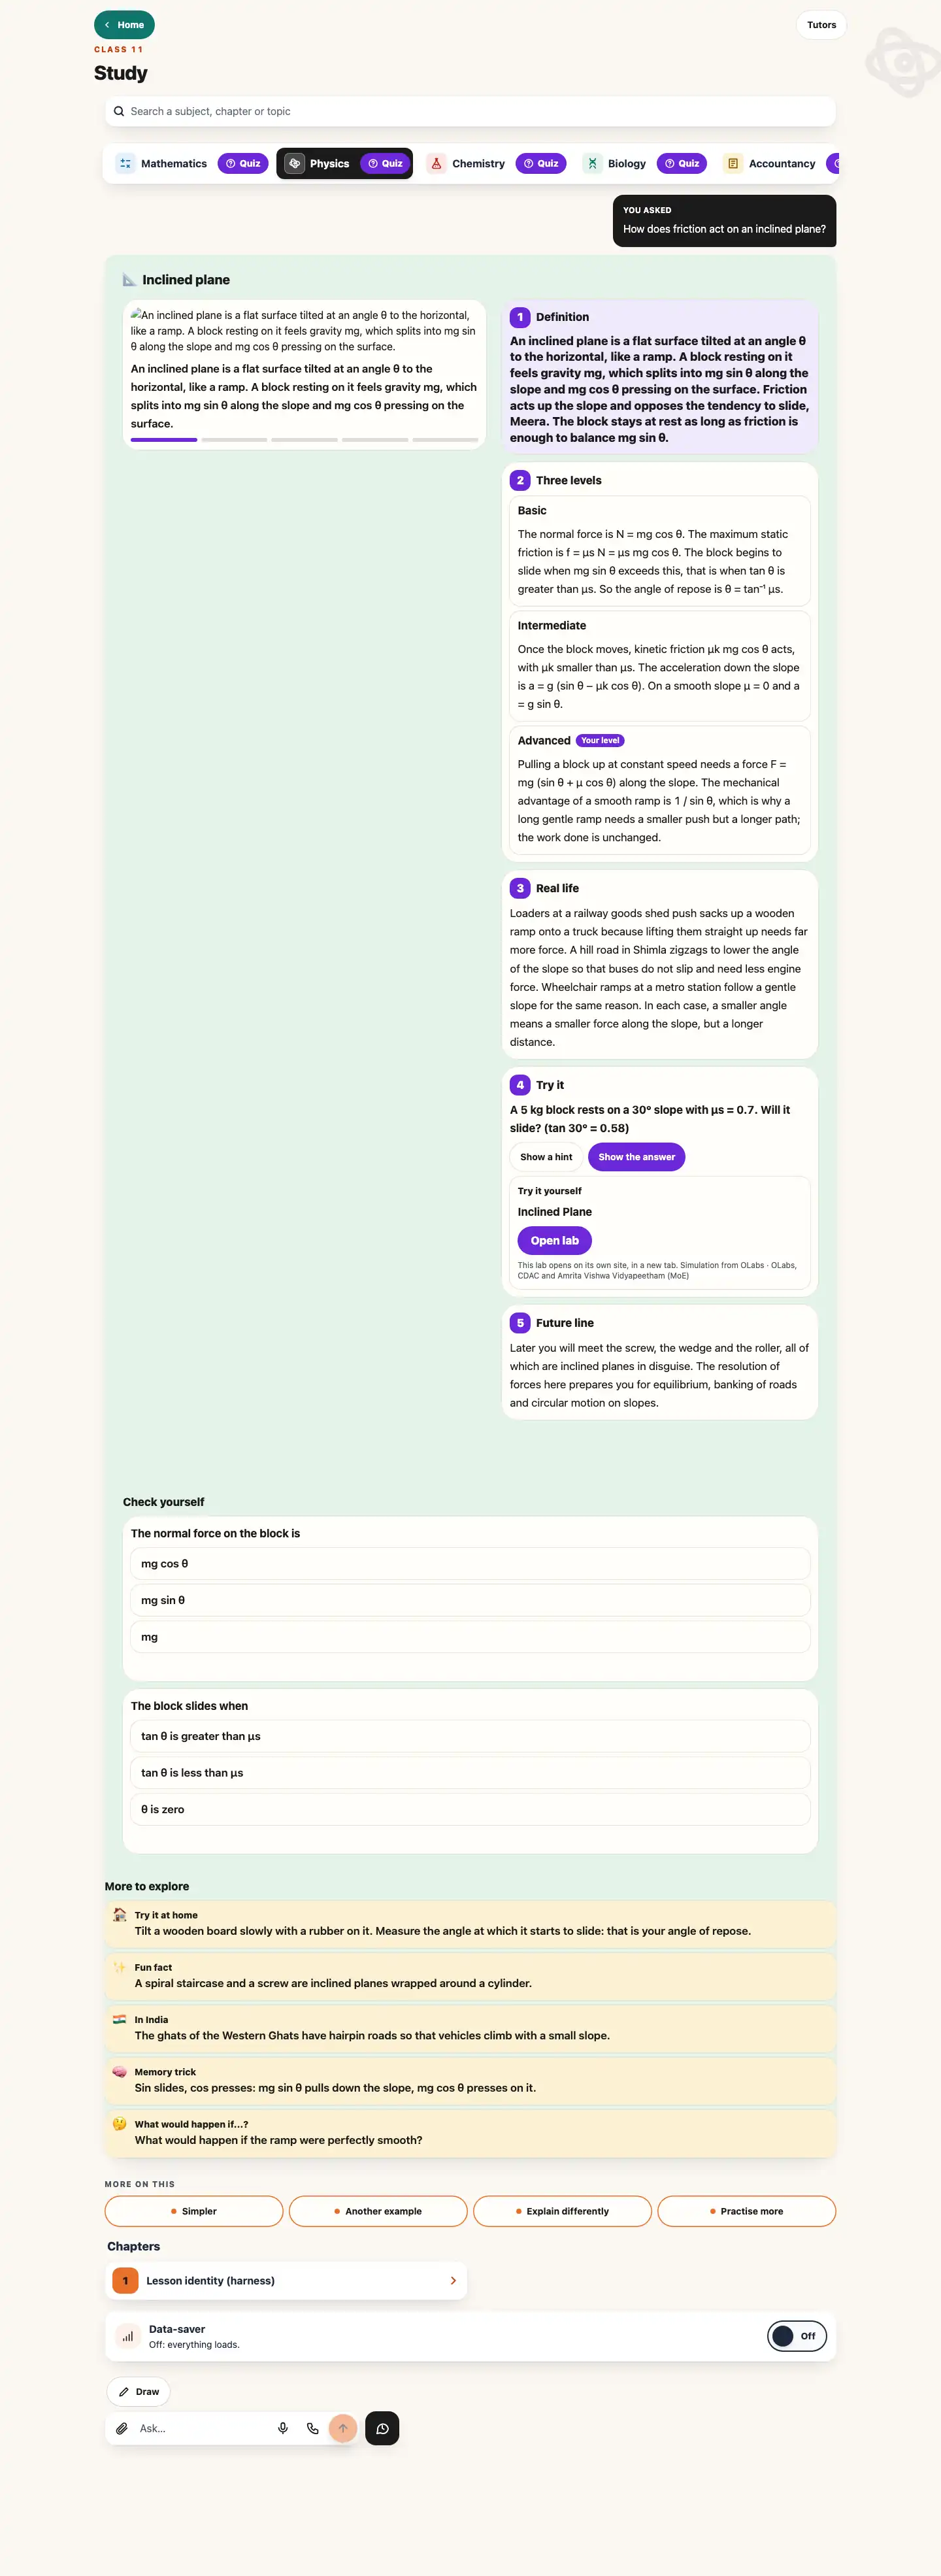 Home
Tutors
CLASS 11
Study
Search a subject, chapter or topic
Mathematics
Quiz
Physics
Quiz
Chemistry
Quiz
Biology
Quiz
Accountancy
YOU ASKED
How does friction act on an inclined plane?
Inclined plane
An inclined plane is a flat surface tilted at an angle θ to the horizontal,
like a ramp. A block resting on it feels gravity mg, which splits into mg sin
θ along the slope and mg cos θ pressing on the surface.
An inclined plane is a flat surface tilted at an angle θ to the
horizontal, like a ramp. A block resting on it feels gravity mg, which
splits into mg sin θ along the slope and mg cos θ pressing on the
surface.
1 Definition
An inclined plane is a flat surface tilted at an angle θ
to the horizontal, like a ramp. A block resting on it
feels gravity mg, which splits into mg sin θ along the
slope and mg cos θ pressing on the surface. Friction
acts up the slope and opposes the tendency to slide,
Meera. The block stays at rest as long as friction is
enough to balance mg sin θ.
2 Three levels
Basic
The normal force is N = mg cos θ. The maximum static
friction is f = μs N = μs mg cos θ. The block begins to
slide when mg sin θ exceeds this, that is when tan θ is
greater than μs. So the angle of repose is θ = tan⁻¹ μs.
Intermediate
Once the block moves, kinetic friction μk mg cos θ acts,
with μk smaller than μs. The acceleration down the slope
is a = g (sin θ − μk cos θ). On a smooth slope μ = 0 and a
= g sin θ.
Advanced Your level
Pulling a block up at constant speed needs a force F =
mg (sin θ + μ cos θ) along the slope. The mechanical
advantage of a smooth ramp is 1 / sin θ, which is why a
long gentle ramp needs a smaller push but a longer path;
the work done is unchanged.
3 Real life
Loaders at a railway goods shed push sacks up a wooden
ramp onto a truck because lifting them straight up needs far
more force. A hill road in Shimla zigzags to lower the angle
of the slope so that buses do not slip and need less engine
force. Wheelchair ramps at a metro station follow a gentle
slope for the same reason. In each case, a smaller angle
means a smaller force along the slope, but a longer
distance.
4 Try it
A 5 kg block rests on a 30° slope with μs = 0.7. Will it
slide? (tan 30° = 0.58)
Show a hint
Show the answer
Try it yourself
Inclined Plane
Open lab
This lab opens on its own site, in a new tab. Simulation from OLabs · OLabs,
CDAC and Amrita Vishwa Vidyapeetham (MoE)
5 Future line
Later you will meet the screw, the wedge and the roller, all of
which are inclined planes in disguise. The resolution of
forces here prepares you for equilibrium, banking of roads
and circular motion on slopes.
Check yourself
The normal force on the block is
mg cos θ
mg sin θ
mg
The block slides when
tan θ is greater than μs
tan θ is less than μs
θ is zero
More to explore
Try it at home
Tilt a wooden board slowly with a rubber on it. Measure the angle at which it starts to slide: that is your angle of repose.
Fun fact
A spiral staircase and a screw are inclined planes wrapped around a cylinder.
In India
The ghats of the Western Ghats have hairpin roads so that vehicles climb with a small slope.
Memory trick
Sin slides, cos presses: mg sin θ pulls down the slope, mg cos θ presses on it.
What would happen if...?
What would happen if the ramp were perfectly smooth?
MORE ON THIS
Simpler
Another example
Explain differently
Practise more
Chapters
1 Lesson identity (harness)
Data-saver
Off: everything loads.
Off
Draw
Ask...